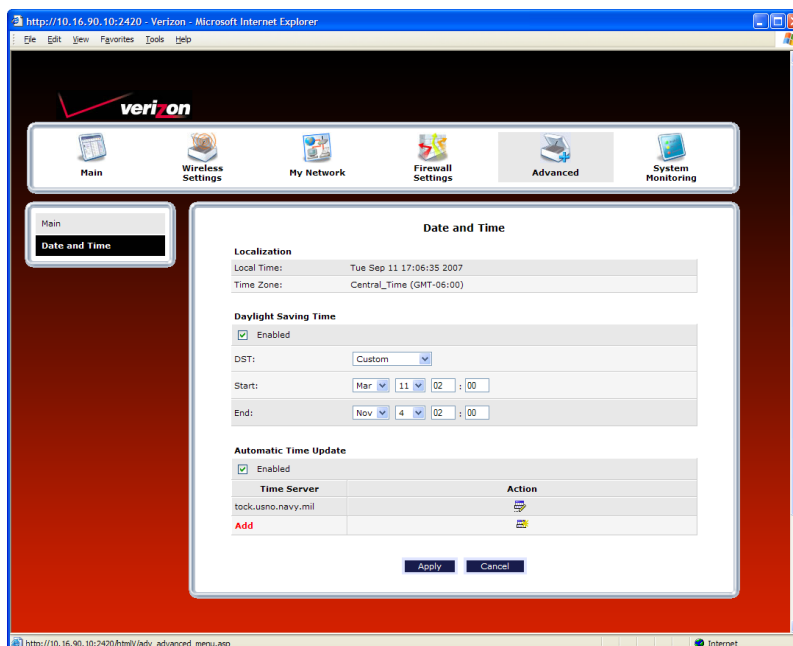 http://10.16.90.10:2420 - Verizon - Microsoft Internet Explorer
File Edit View Favorites Tools Help
verizon
Main
Wireless Settings
My Network
Firewall Settings
Advanced
System Monitoring
Main
Date and Time
Date and Time
Localization
Local Time: Tue Sep 11 17:06:35 2007
Time Zone: Central_Time (GMT-06:00)
Daylight Saving Time
Enabled
DST: Custom
Start: Mar 11 02 : 00
End: Nov 4 02 : 00
Automatic Time Update
Enabled
Time Server Action
tock.usno.navy.mil
Add
Apply Cancel
http://10.16.90.10:2420/htmlV/adv_advanced_menu.asp Internet